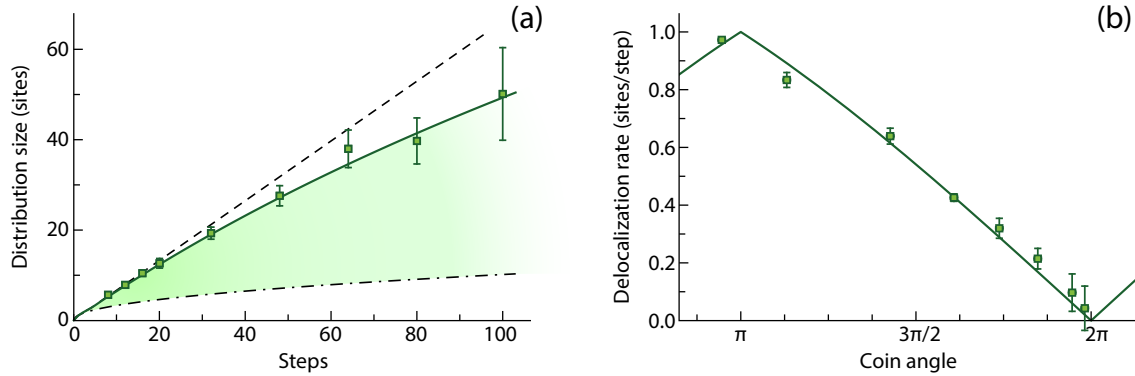 (a)
Distribution size (sites)
60
40
20
0
0 20 40 60 80 100
Steps
(b)
Delocalization rate (sites/step)
1.0
0.8
0.6
0.4
0.2
0.0
π 3π/2 2π
Coin angle